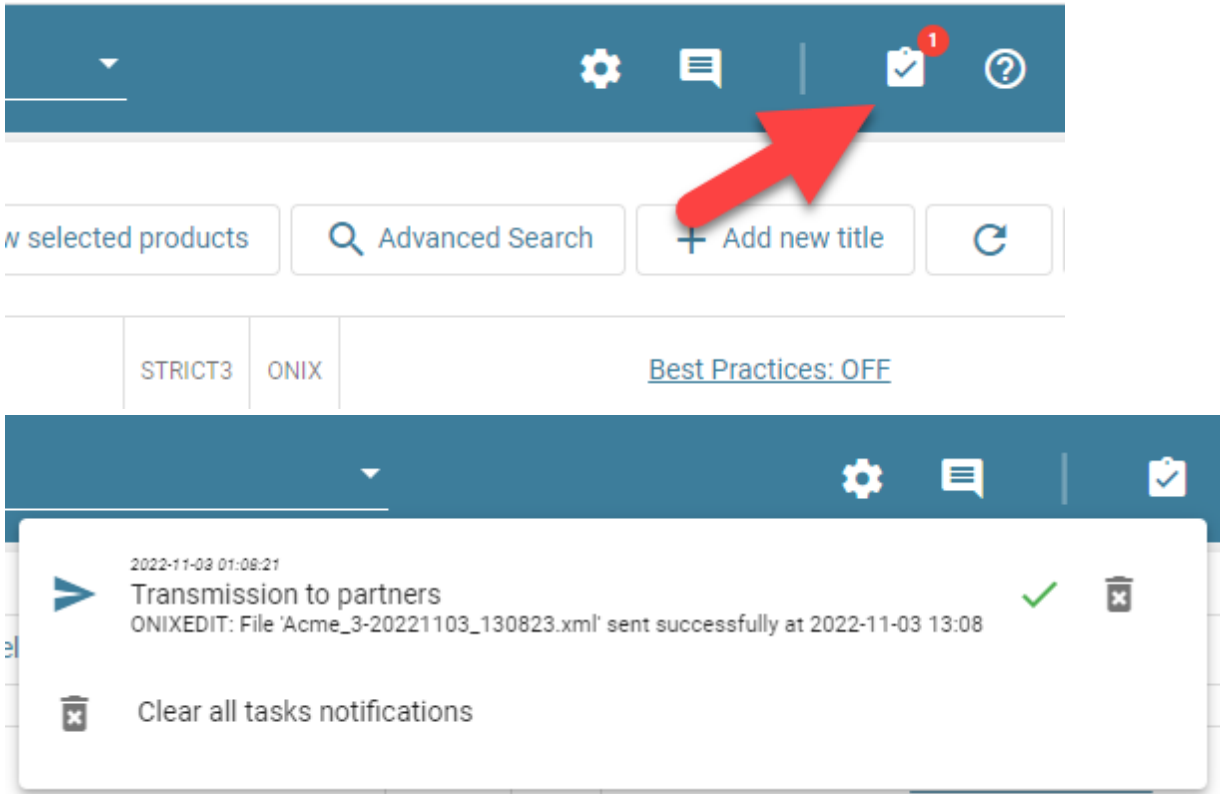 1
w selected products
Advanced Search
Add new title
STRICT3
ONIX
Best Practices: OFF
2022-11-03 01:08:21
Transmission to partners
ONIXEDIT: File 'Acme_3-20221103_130823.xml' sent successfully at 2022-11-03 13:08
el
Clear all tasks notifications